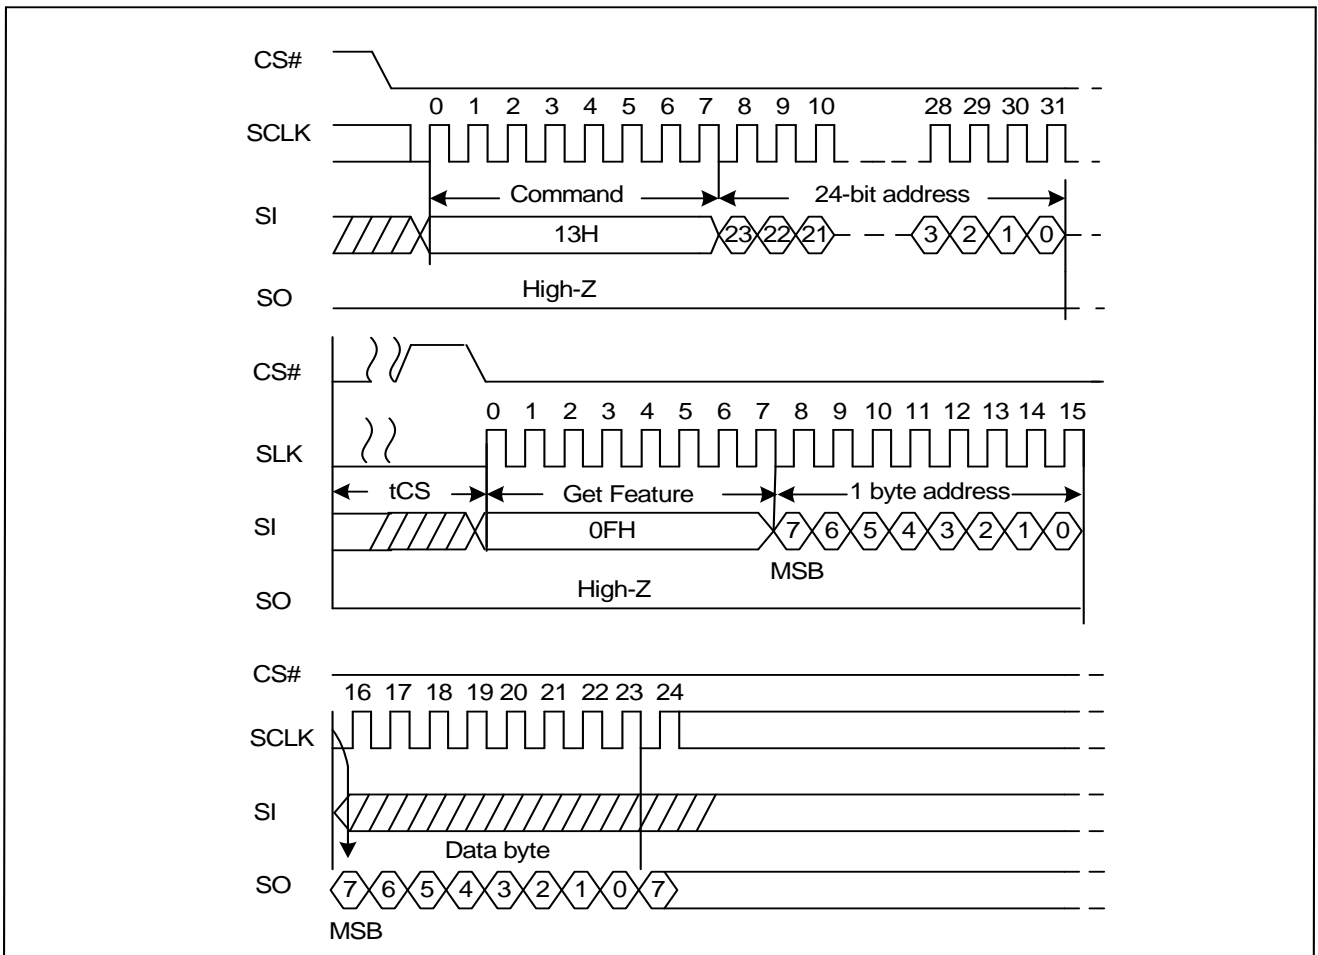 CS#
0 1 2 3 4 5 6 7 8 9 10 28 29 30 31
SCLK
Command 24-bit address
SI
13H 23 22 21 3 2 1 0
High-Z
SO
CS#
0 1 2 3 4 5 6 7 8 9 10 11 12 13 14 15
SLK
tCS Get Feature 1 byte address
SI
0FH 7 6 5 4 3 2 1 0
MSB
High-Z
SO
CS#
16 17 18 19 20 21 22 23 24
SCLK
SI
Data byte
SO
7 6 5 4 3 2 1 0 7
MSB